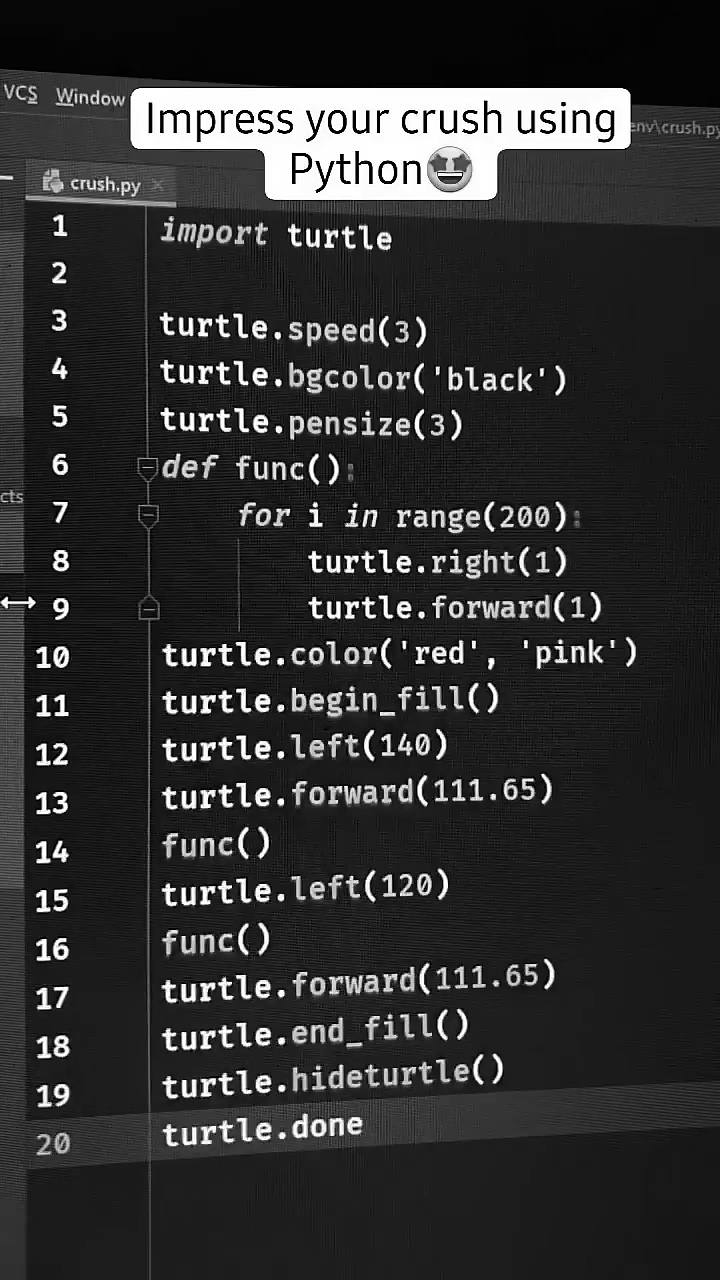 VCS Window
Impress your crush using
Python🤩
env\crush.py
crush.py
1 import turtle
2
3 turtle.speed(3)
4 turtle.bgcolor('black')
5 turtle.pensize(3)
6 def func():
cts
7 for i in range(200):
8 turtle.right(1)
9 turtle.forward(1)
10 turtle.color('red', 'pink')
11 turtle.begin_fill()
12 turtle.left(140)
13 turtle.forward(111.65)
14 func()
15 turtle.left(120)
16 func()
17 turtle.forward(111.65)
18 turtle.end_fill()
19 turtle.hideturtle()
20 turtle.done